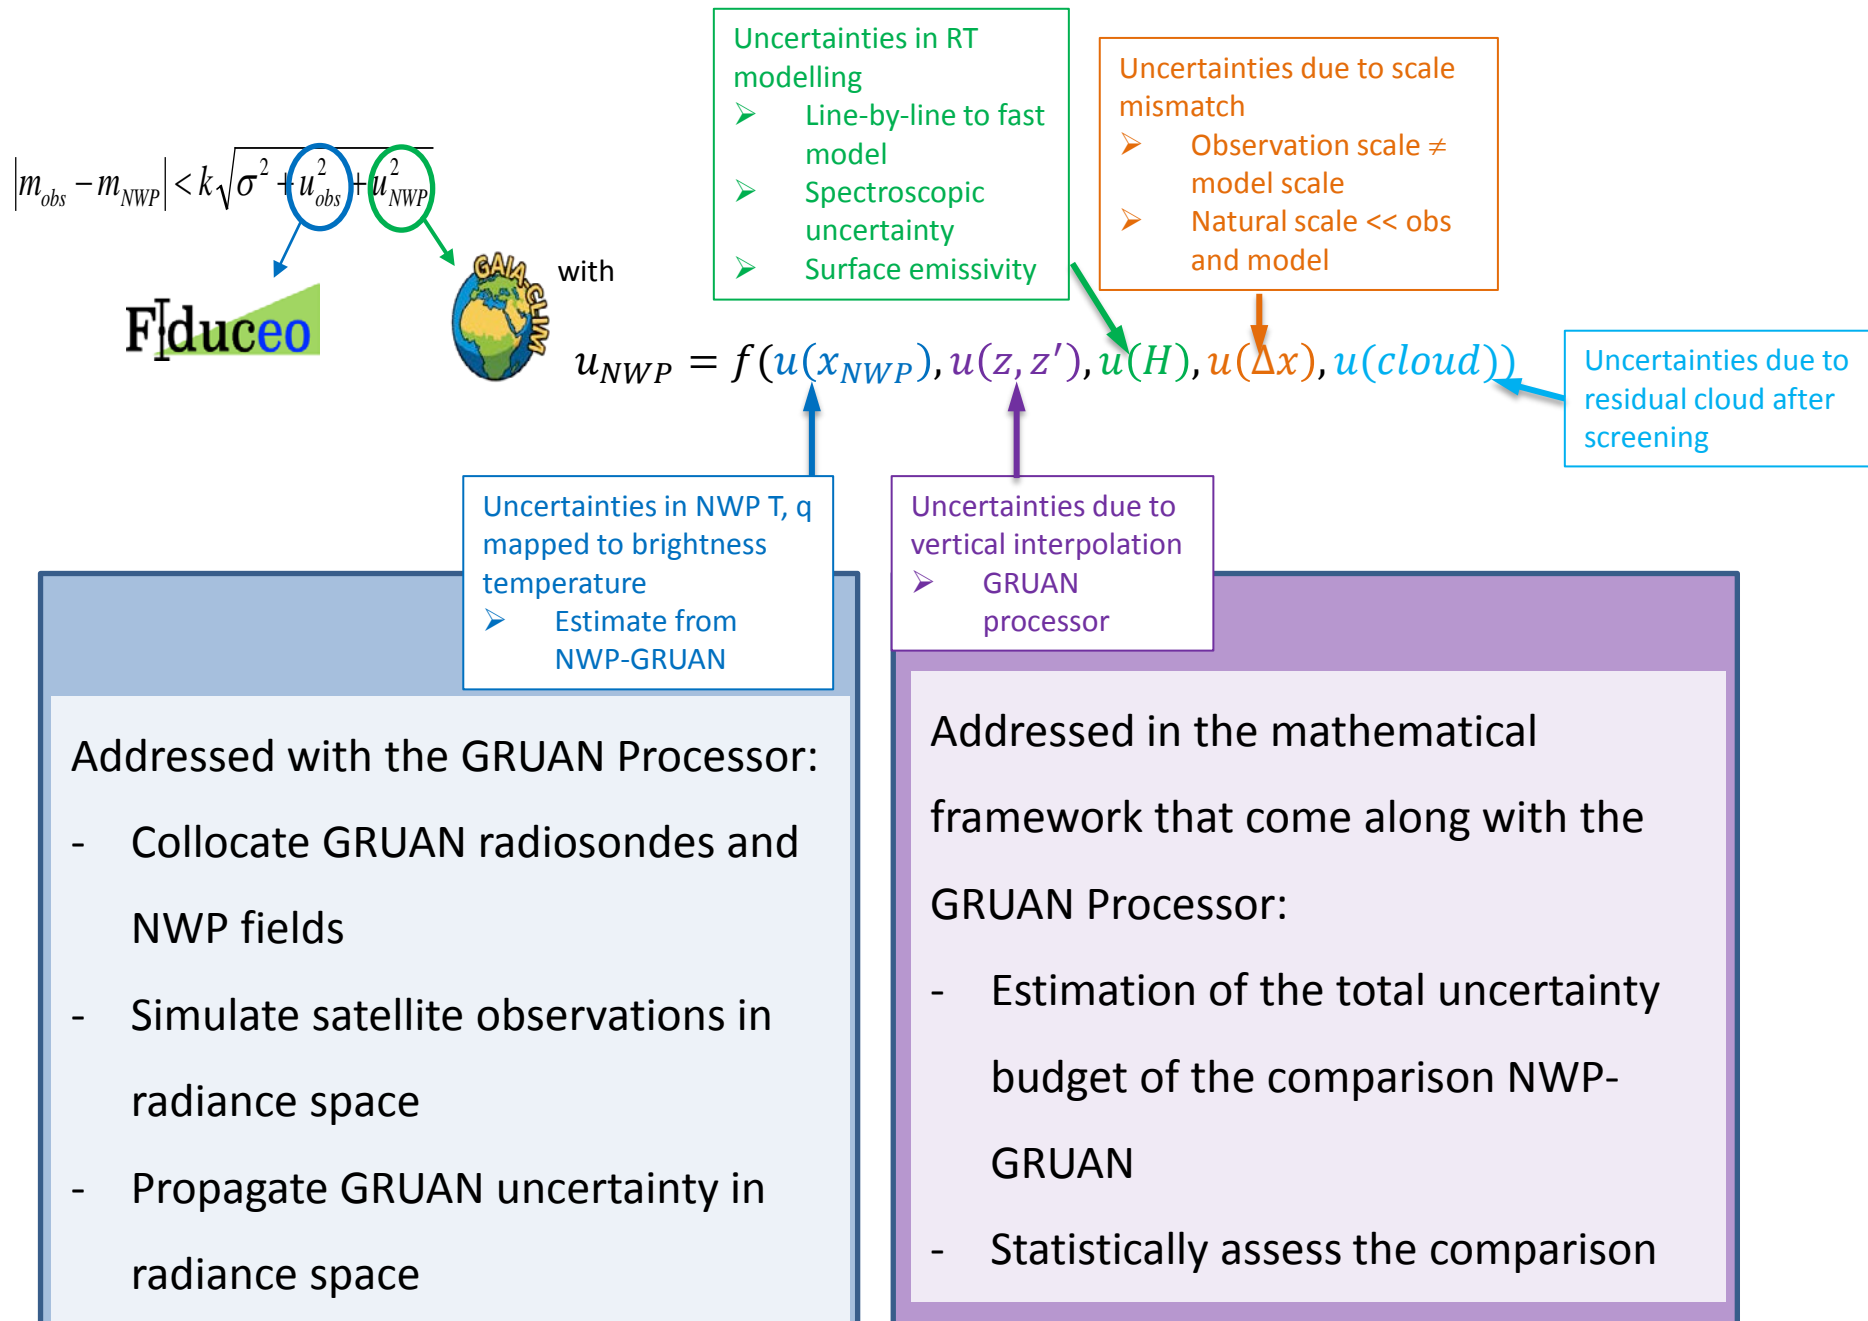 Uncertainties in RT
modelling
➢ Line-by-line to fast
model
➢ Spectroscopic
uncertainty
➢ Surface emissivity
Uncertainties due to scale
mismatch
➢ Observation scale ≠
model scale
➢ Natural scale << obs
and model
|m_obs − m_NWP| < k√(σ² + u²_obs + u²_NWP)
Fiduceo
GAIA-CLIM
with
u_NWP = f(u(x_NWP), u(z, z′), u(H), u(Δx), u(cloud))
Uncertainties due to
residual cloud after
screening
Uncertainties in NWP T, q
mapped to brightness
temperature
➢ Estimate from
NWP-GRUAN
Uncertainties due to
vertical interpolation
➢ GRUAN
processor
Addressed with the GRUAN Processor:
- Collocate GRUAN radiosondes and
NWP fields
- Simulate satellite observations in
radiance space
- Propagate GRUAN uncertainty in
radiance space
Addressed in the mathematical
framework that come along with the
GRUAN Processor:
- Estimation of the total uncertainty
budget of the comparison NWP-
GRUAN
- Statistically assess the comparison